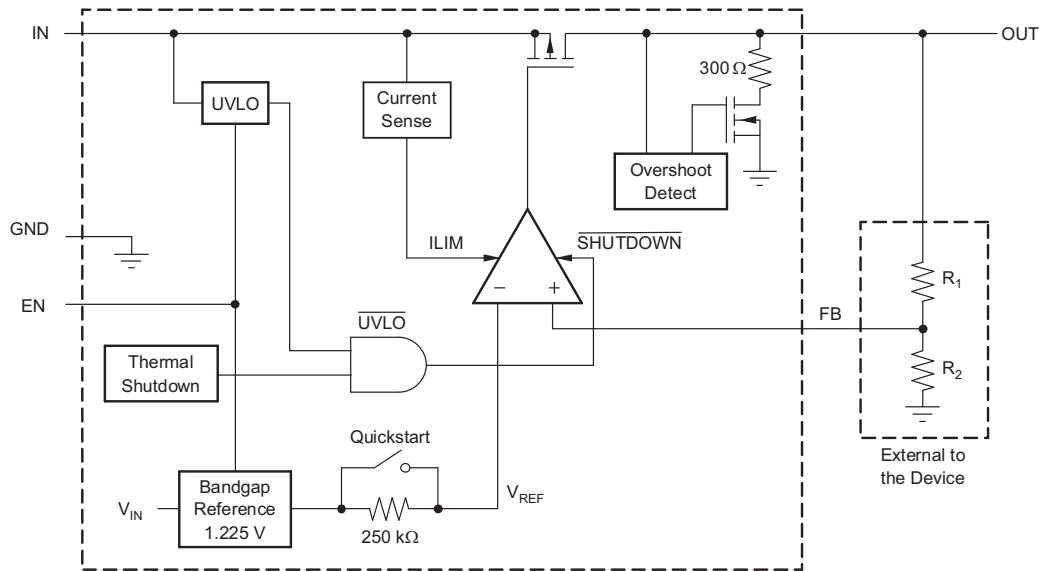 IN
OUT
300 Ω
UVLO
Current
Sense
Overshoot
Detect
GND
ILIM
SHUTDOWN
R1
EN
− +
FB
UVLO
Thermal
Shutdown
R2
Quickstart
External to
the Device
VIN
Bandgap
Reference
1.225 V
VREF
250 kΩ